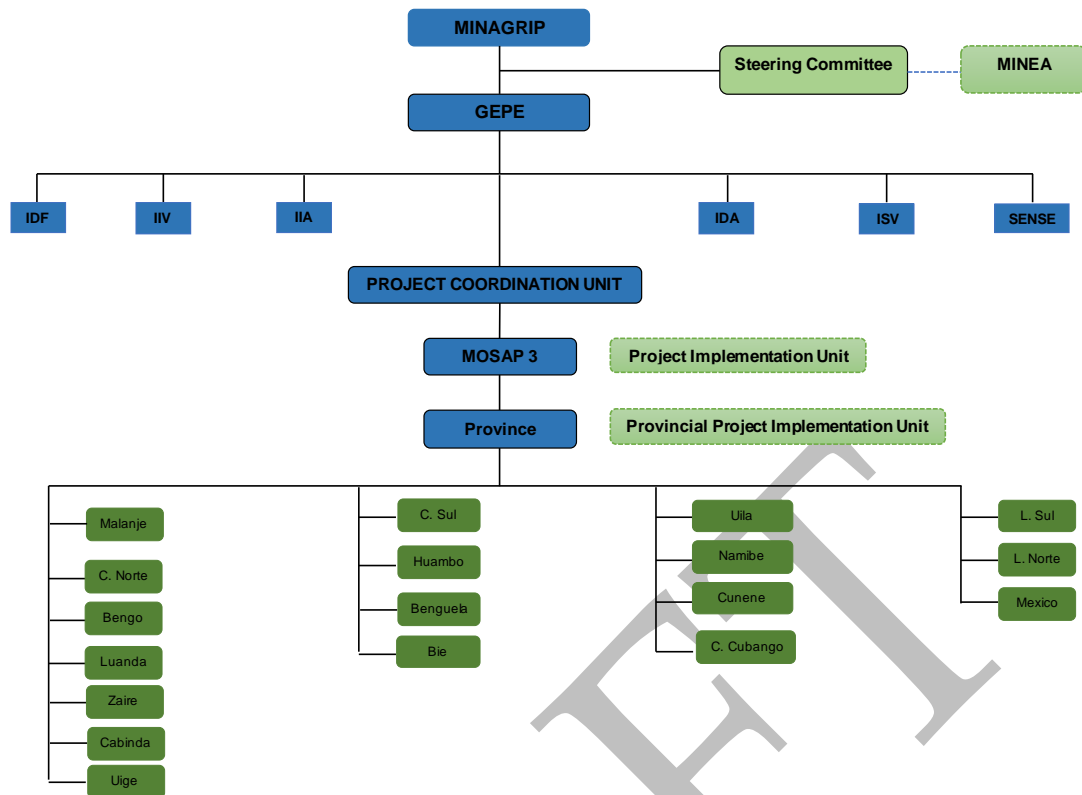 MINAGRIP
Steering Committee
MINEA
GEPE
IDF
IIV
IIA
IDA
ISV
SENSE
PROJECT COORDINATION UNIT
MOSAP 3
Project Implementation Unit
Province
Provincial Project Implementation Unit
Malanje
C. Norte
Bengo
Luanda
Zaire
Cabinda
Uige
C. Sul
Huambo
Benguela
Bie
Uila
Namibe
Cunene
C. Cubango
L. Sul
L. Norte
Mexico
FT